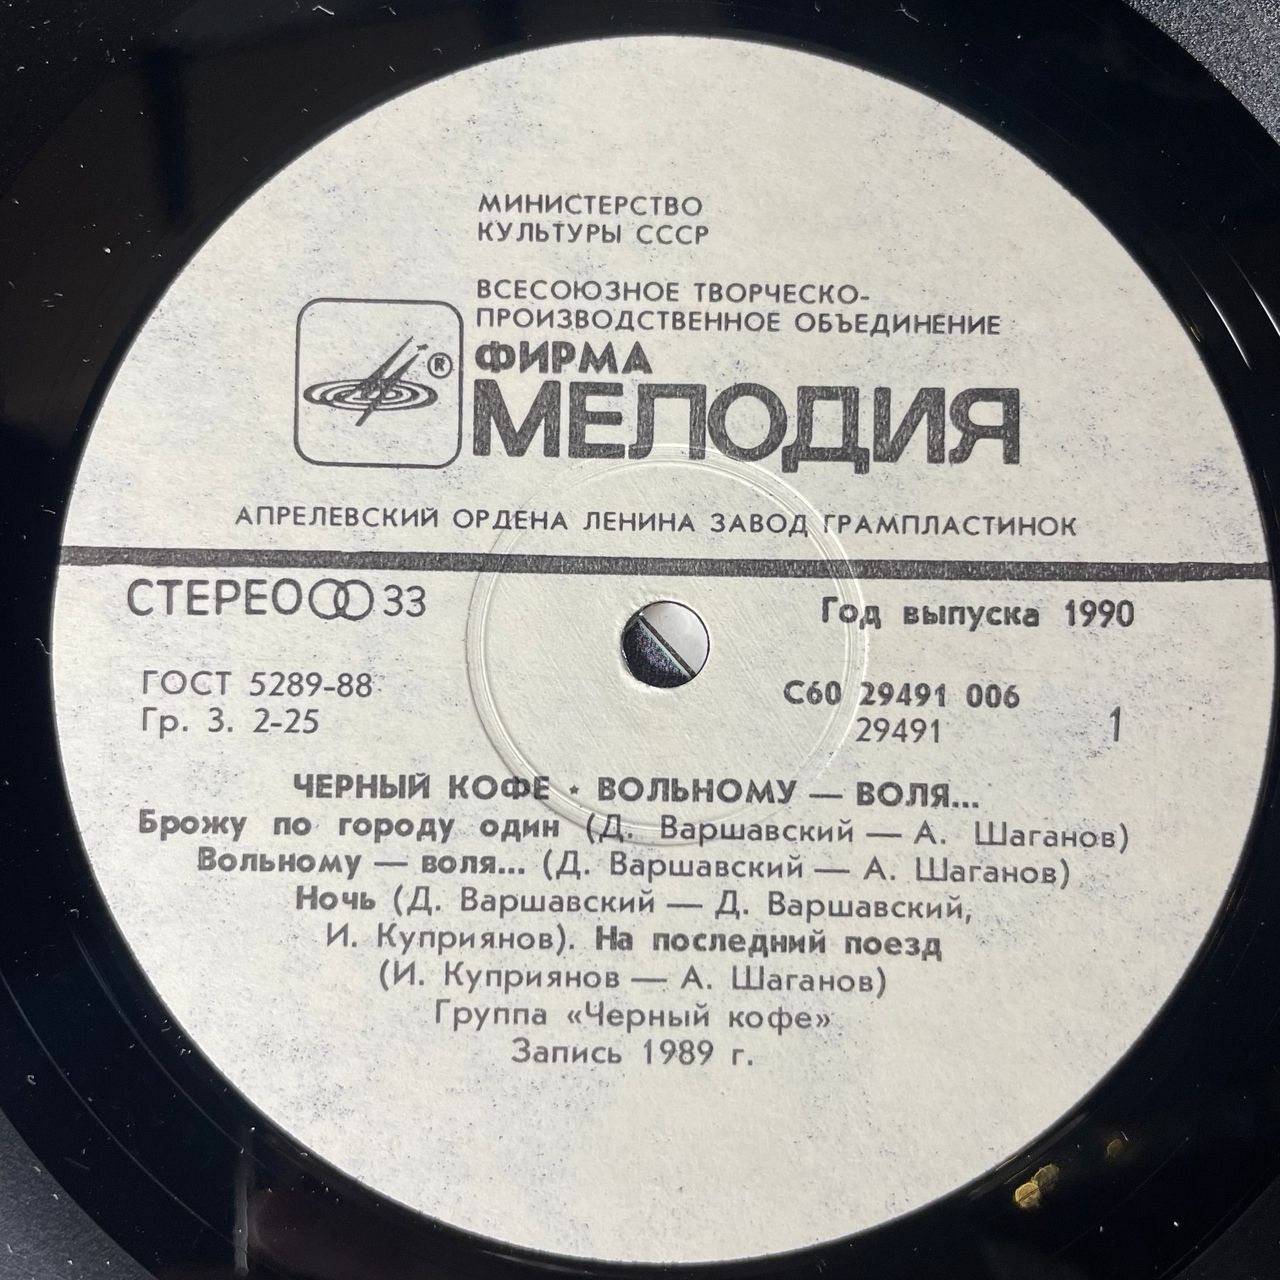 МИНИСТЕРСТВО
КУЛЬТУРЫ СССР
ВСЕСОЮЗНОЕ ТВОРЧЕСКО-
ПРОИЗВОДСТВЕННОЕ ОБЪЕДИНЕНИЕ
ФИРМА
®
МЕЛОДИЯ
АПРЕЛЕВСКИЙ ОРДЕНА ЛЕНИНА ЗАВОД ГРАМПЛАСТИНОК
СТЕРЕО 33
Год выпуска 1990
ГОСТ 5289-88
Гр. 3. 2-25
С60 29491 006
29491
1
ЧЕРНЫЙ КОФЕ • ВОЛЬНОМУ — ВОЛЯ...
Брожу по городу один (Д. Варшавский — А. Шаганов)
Вольному — воля... (Д. Варшавский — А. Шаганов)
Ночь (Д. Варшавский — Д. Варшавский,
И. Куприянов). На последний поезд
(И. Куприянов — А. Шаганов)
Группа «Черный кофе»
Запись 1989 г.